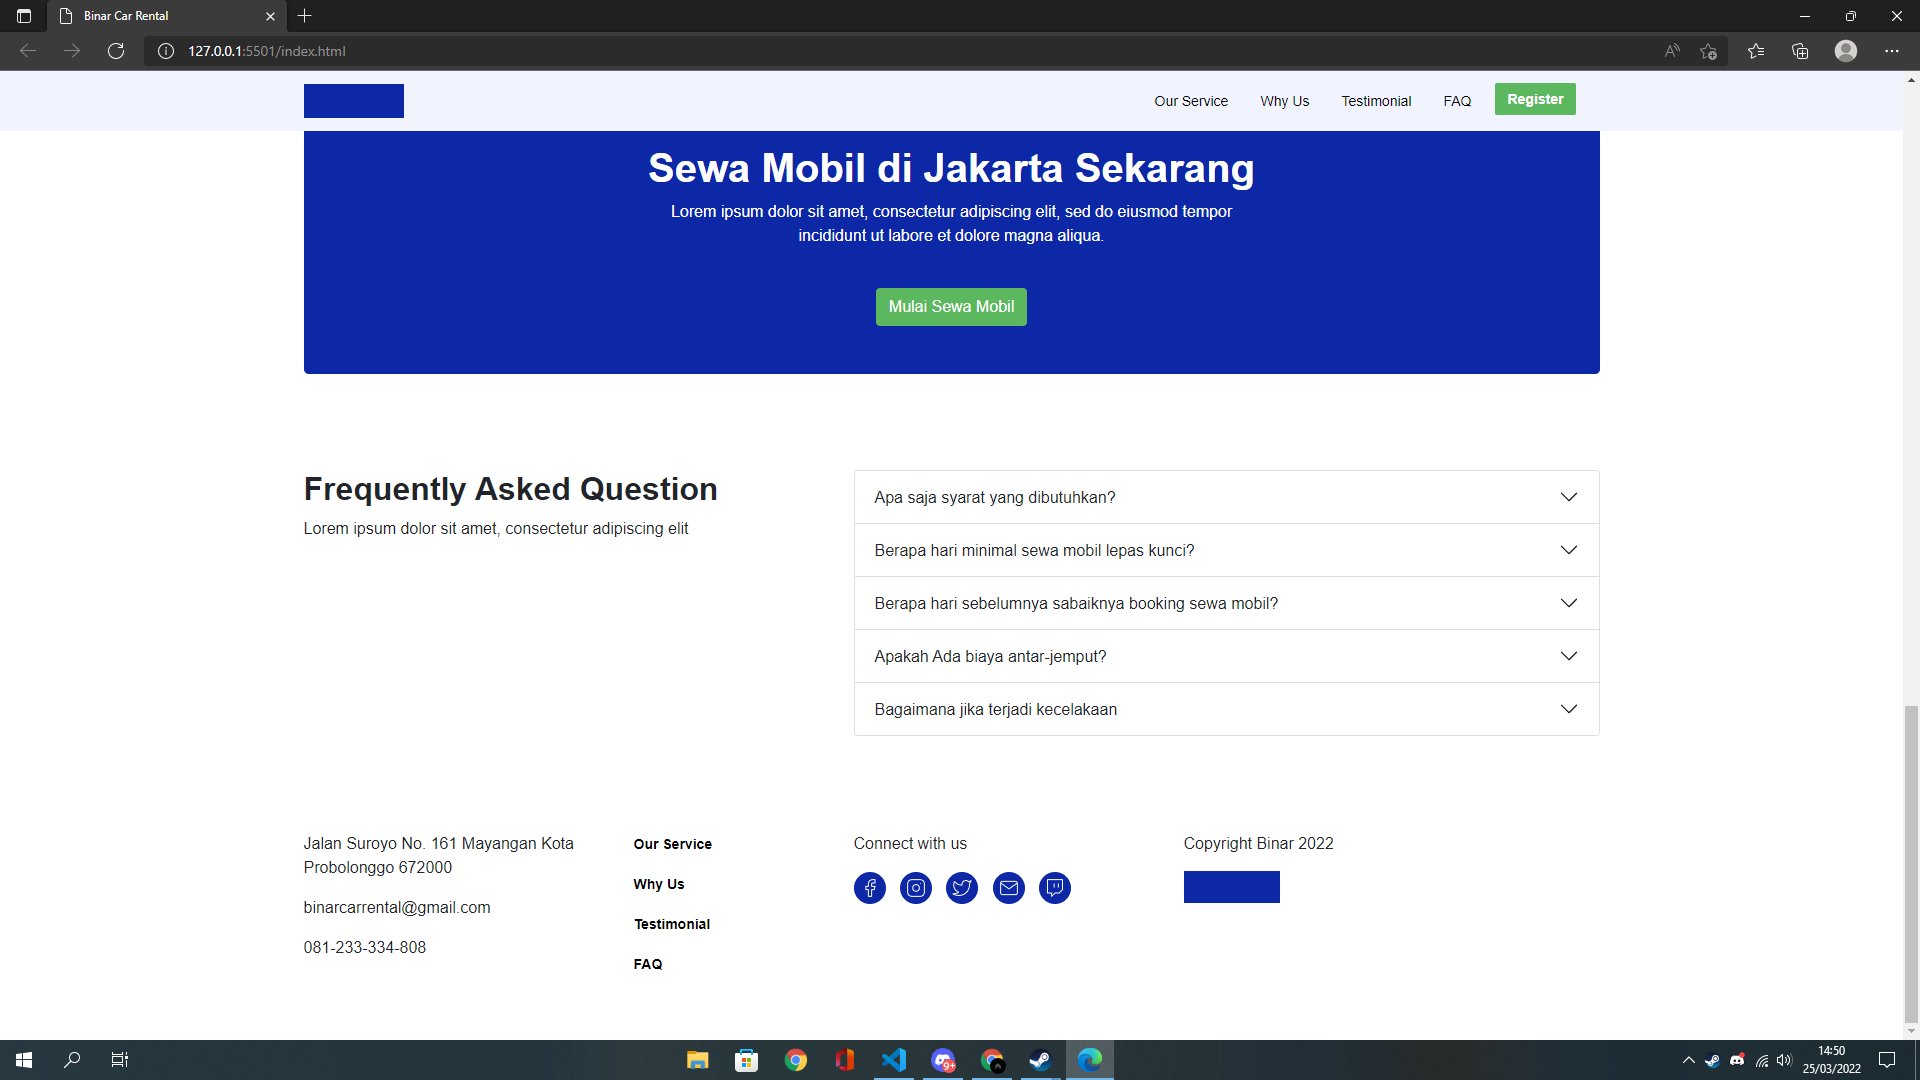 Binar Car Rental
127.0.0.1:5501/index.html
Our Service
Why Us
Testimonial
FAQ
Register
Sewa Mobil di Jakarta Sekarang
Lorem ipsum dolor sit amet, consectetur adipiscing elit, sed do eiusmod tempor
incididunt ut labore et dolore magna aliqua.
Mulai Sewa Mobil
Frequently Asked Question
Lorem ipsum dolor sit amet, consectetur adipiscing elit
Apa saja syarat yang dibutuhkan?
Berapa hari minimal sewa mobil lepas kunci?
Berapa hari sebelumnya sabaiknya booking sewa mobil?
Apakah Ada biaya antar-jemput?
Bagaimana jika terjadi kecelakaan
Jalan Suroyo No. 161 Mayangan Kota
Probolonggo 672000
binarcarrental@gmail.com
081-233-334-808
Our Service
Why Us
Testimonial
FAQ
Connect with us
Copyright Binar 2022
9+
14:50
25/03/2022